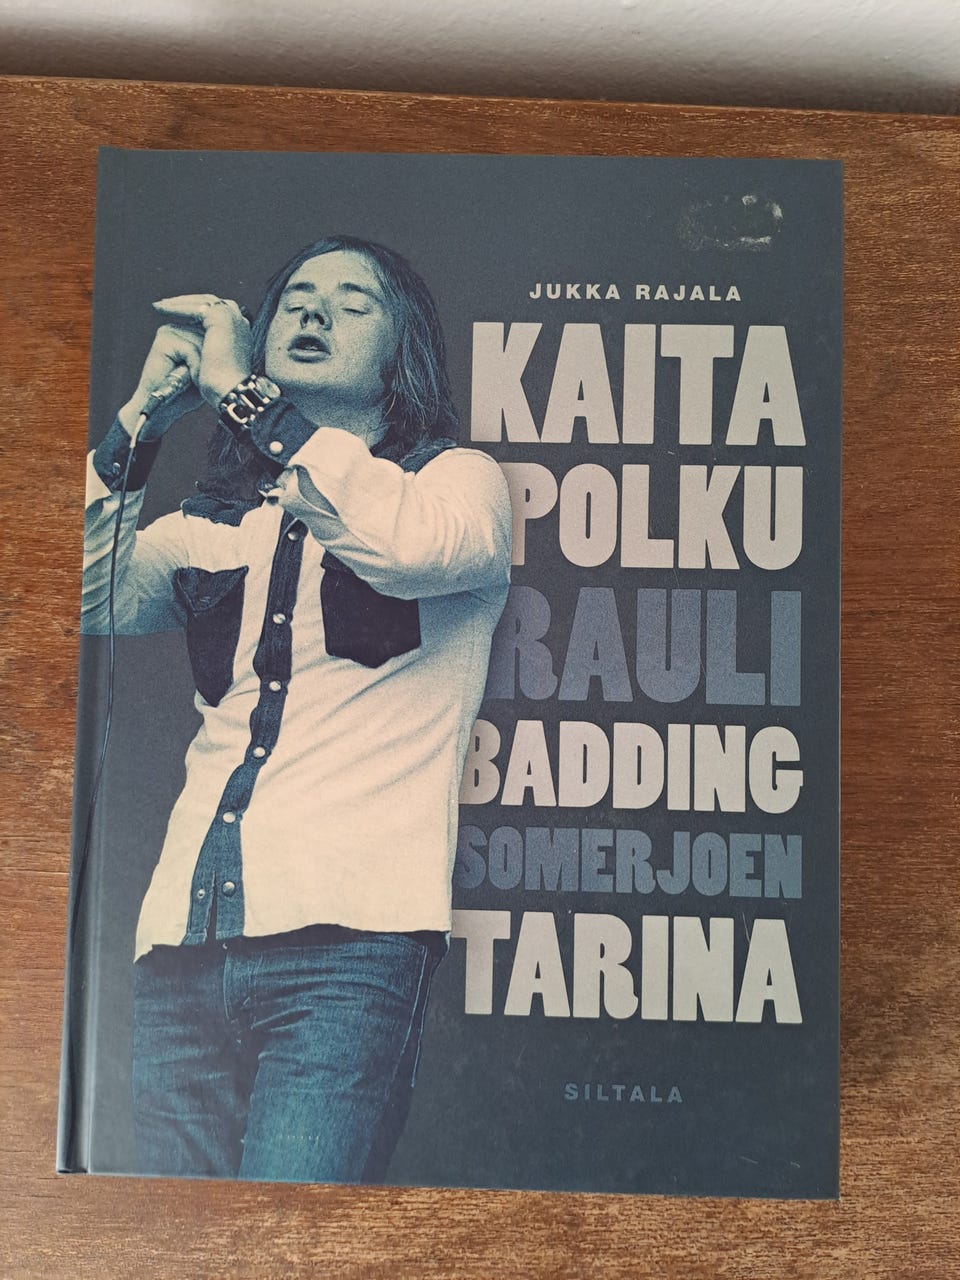 JUKKA RAJALA
KAITA
POLKU
RAULI
BADDING
SOMERJOEN
TARINA
SILTALA